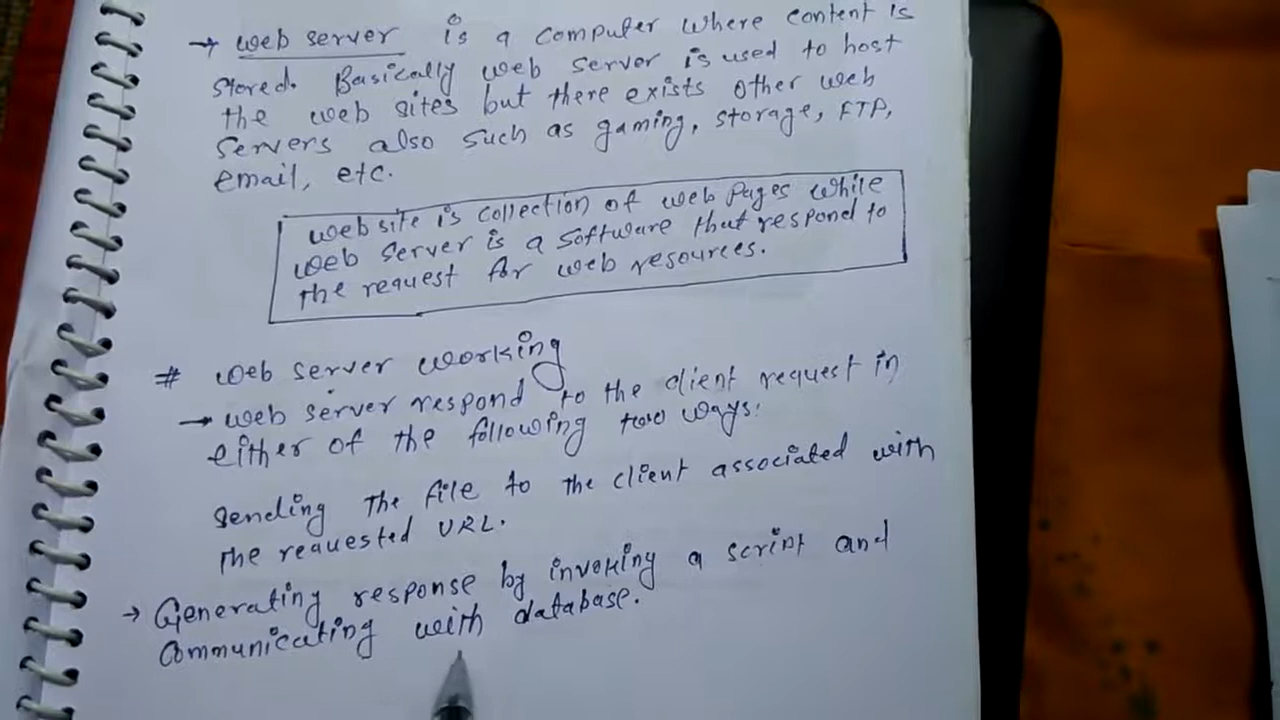 → web server is a computer where content is
stored. Basically web server is used to host
the web sites but there exists other web
servers also such as gaming, storage, FTP,
email, etc.
Website is collection of web pages while
web server is a software that respond to
the request for web resources.
# web server working
→ web server respond to the client request in
either of the following two ways:
Sending the file to the client associated with
the requested URL.
→ Generating response by invoking a script and
communicating with database.